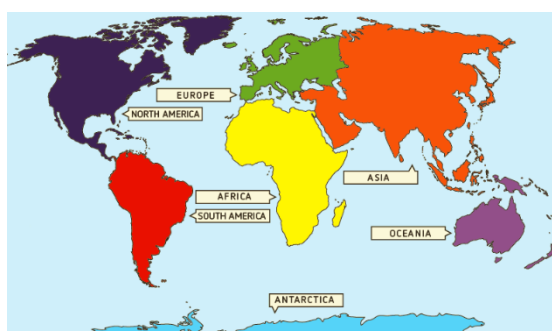 EUROPE
NORTH AMERICA
ASIA
AFRICA
SOUTH AMERICA
OCEANIA
ANTARCTICA